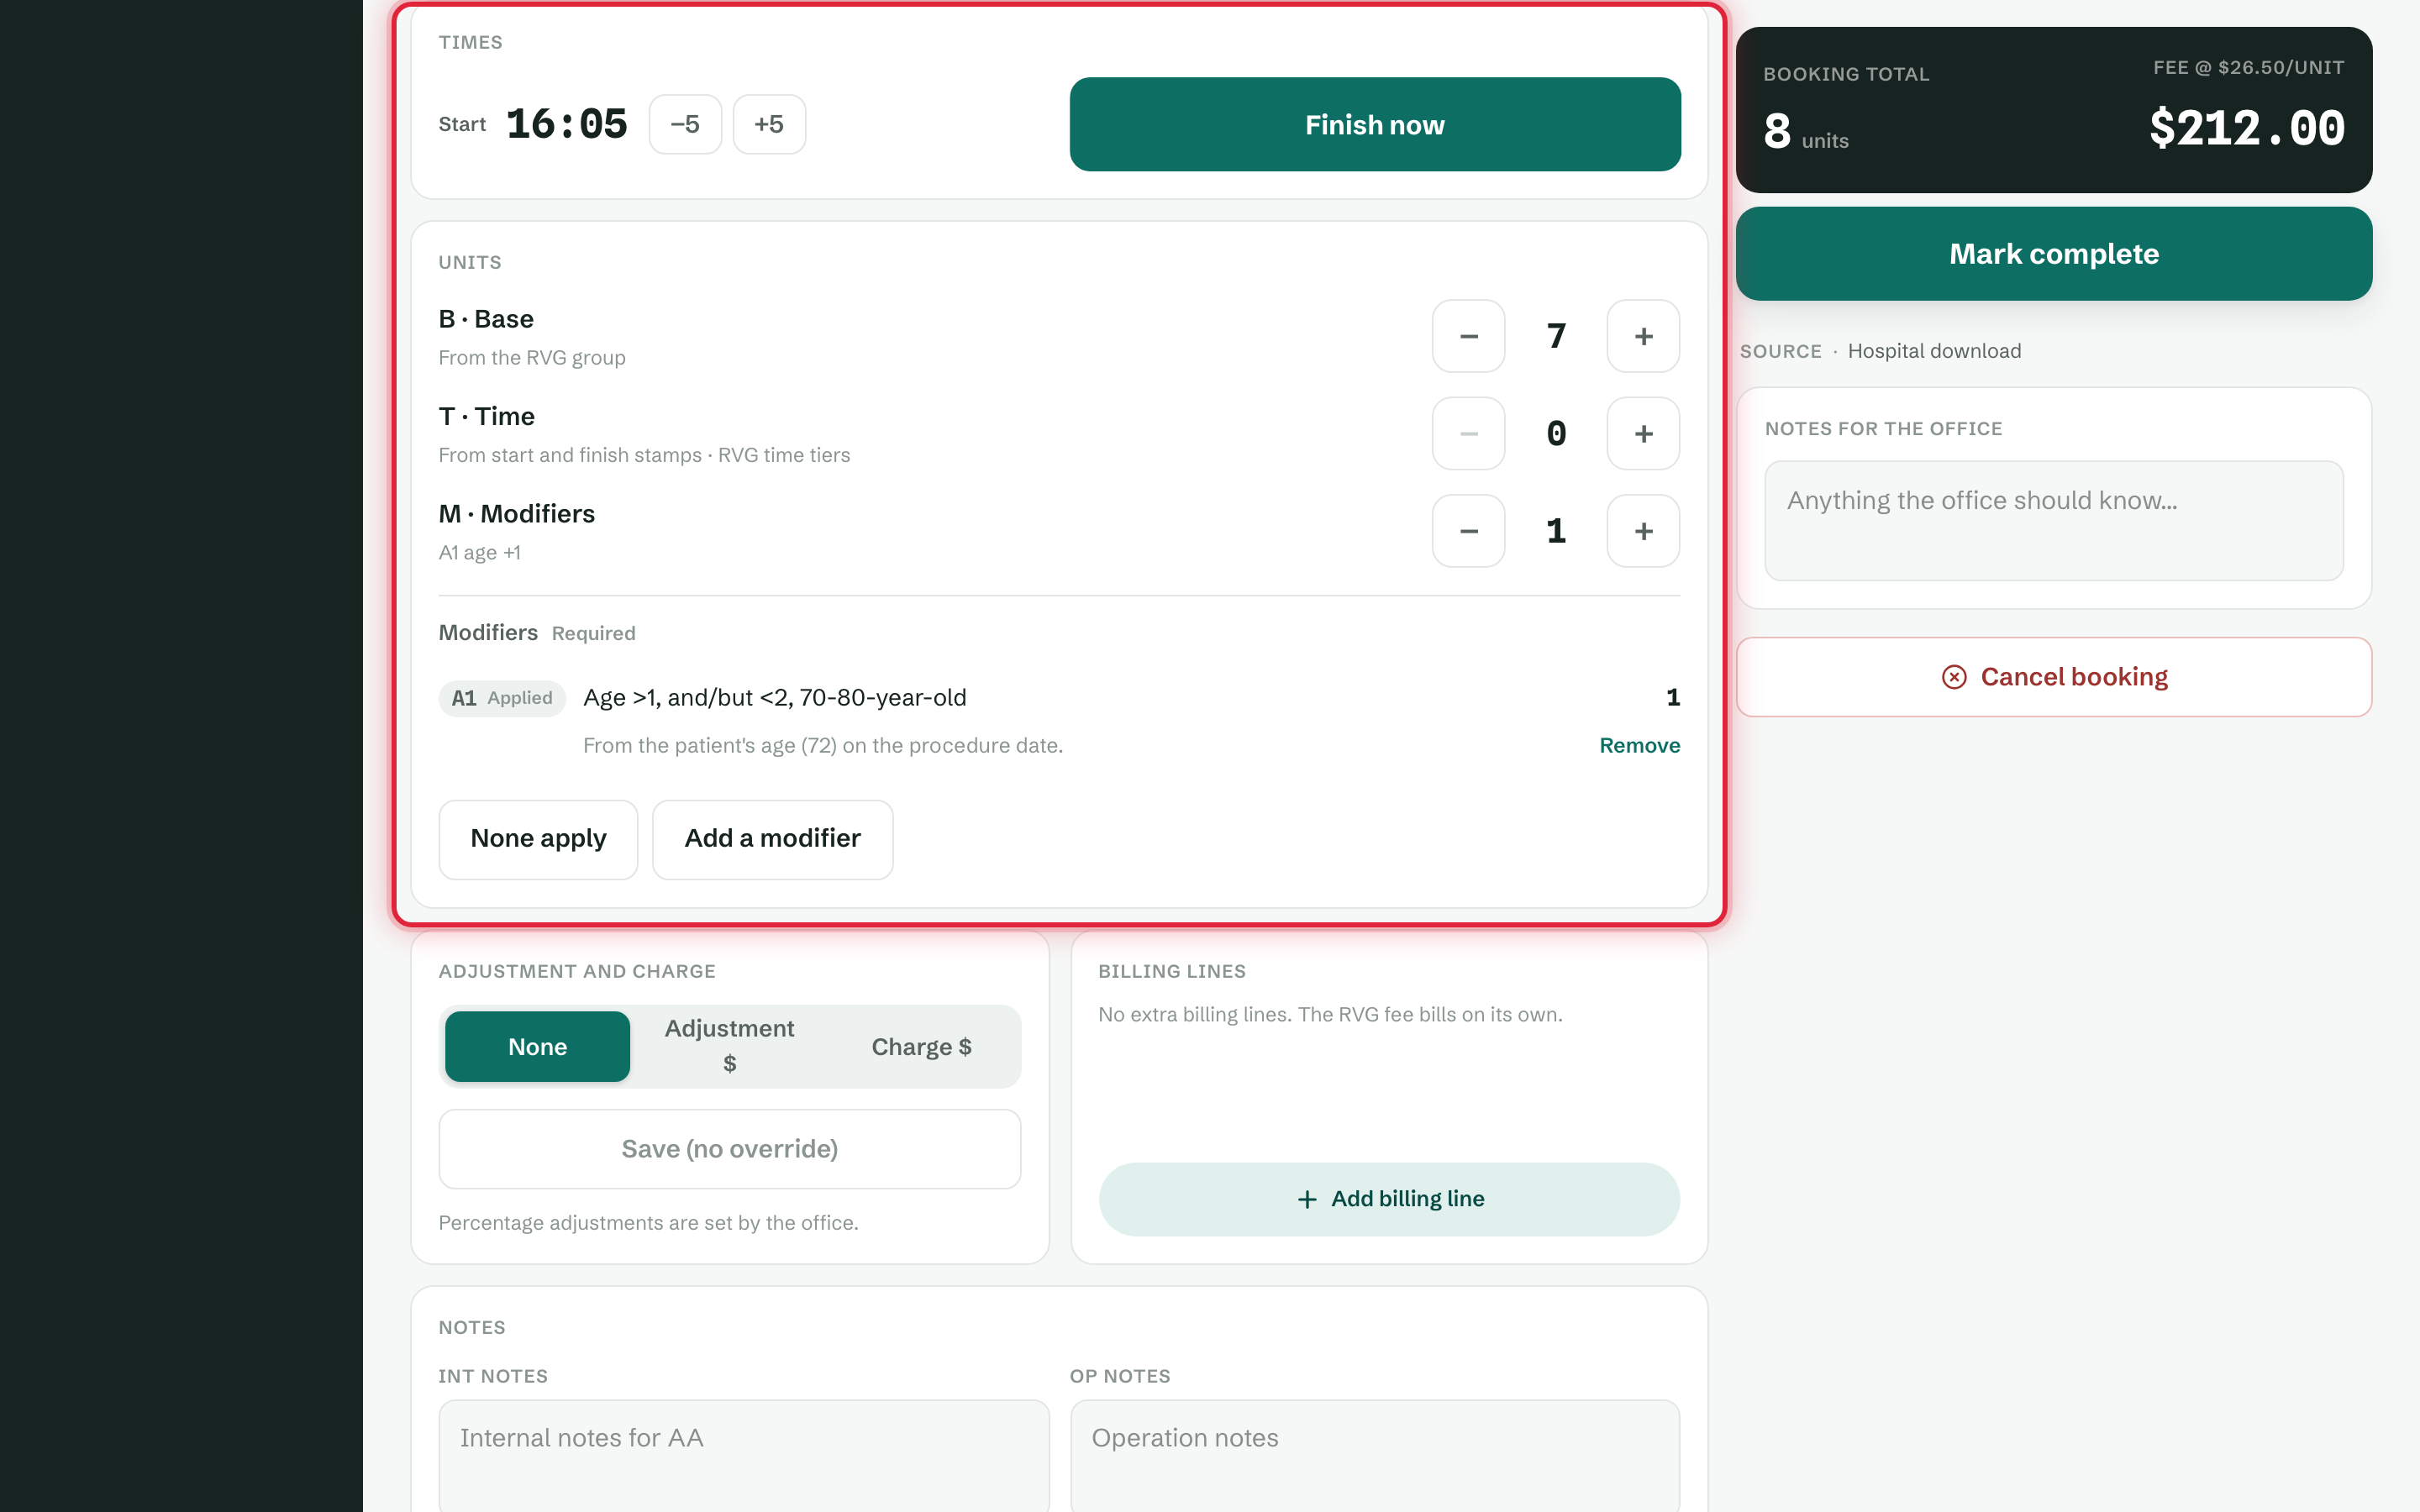 TIMES
Start 16:05 −5 +5
Finish now
UNITS
B · Base
From the RVG group
− 7 +
T · Time
From start and finish stamps · RVG time tiers
− 0 +
M · Modifiers
A1 age +1
− 1 +
Modifiers Required
A1 Applied Age >1, and/but <2, 70-80-year-old 1
From the patient's age (72) on the procedure date. Remove
None apply Add a modifier
ADJUSTMENT AND CHARGE
None Adjustment $ Charge $
Save (no override)
Percentage adjustments are set by the office.
BILLING LINES
No extra billing lines. The RVG fee bills on its own.
+ Add billing line
NOTES
INT NOTES
Internal notes for AA
OP NOTES
Operation notes
BOOKING TOTAL
8 units
FEE @ $26.50/UNIT
$212.00
Mark complete
SOURCE · Hospital download
NOTES FOR THE OFFICE
Anything the office should know...
Cancel booking